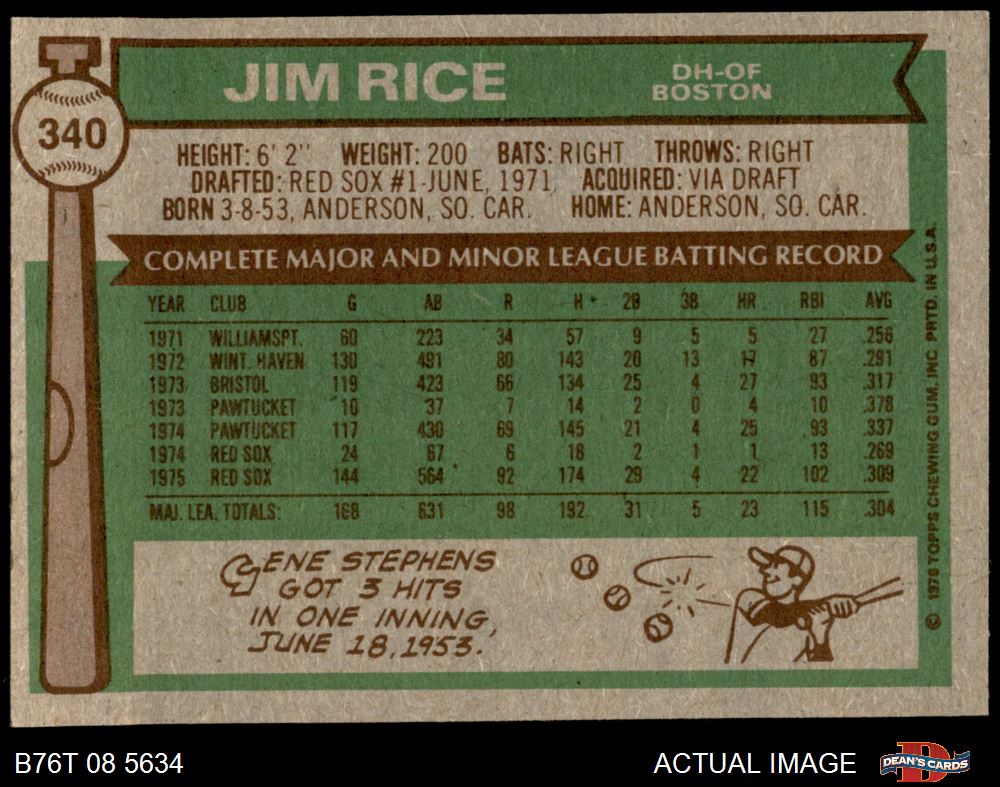 340
JIM RICE
DH-OF
BOSTON
HEIGHT: 6' 2'' WEIGHT: 200 BATS: RIGHT THROWS: RIGHT
DRAFTED: RED SOX #1-JUNE, 1971, ACQUIRED: VIA DRAFT
BORN 3-8-53, ANDERSON, SO. CAR. HOME: ANDERSON, SO. CAR.
COMPLETE MAJOR AND MINOR LEAGUE BATTING RECORD
YEAR CLUB G AB R H 2B 3B HR RBI AVG
1971 WILLIAMSPT. 60 223 34 57 9 5 5 27 .256
1972 WINT. HAVEN 130 491 80 143 20 13 17 87 .291
1973 BRISTOL 119 423 66 134 25 4 27 93 .317
1973 PAWTUCKET 10 37 7 14 2 0 4 10 .378
1974 PAWTUCKET 117 430 69 145 21 4 25 93 .337
1974 RED SOX 24 67 6 18 2 1 1 13 .269
1975 RED SOX 144 564 92 174 29 4 22 102 .309
MAJ. LEA. TOTALS: 168 631 98 192 31 5 23 115 .304
GENE STEPHENS
GOT 3 HITS
IN ONE INNING,
JUNE 18, 1953.
© 1976 TOPPS CHEWING GUM, INC. PRTD. IN U.S.A.
B76T 08 5634
ACTUAL IMAGE
DEAN'S CARDS